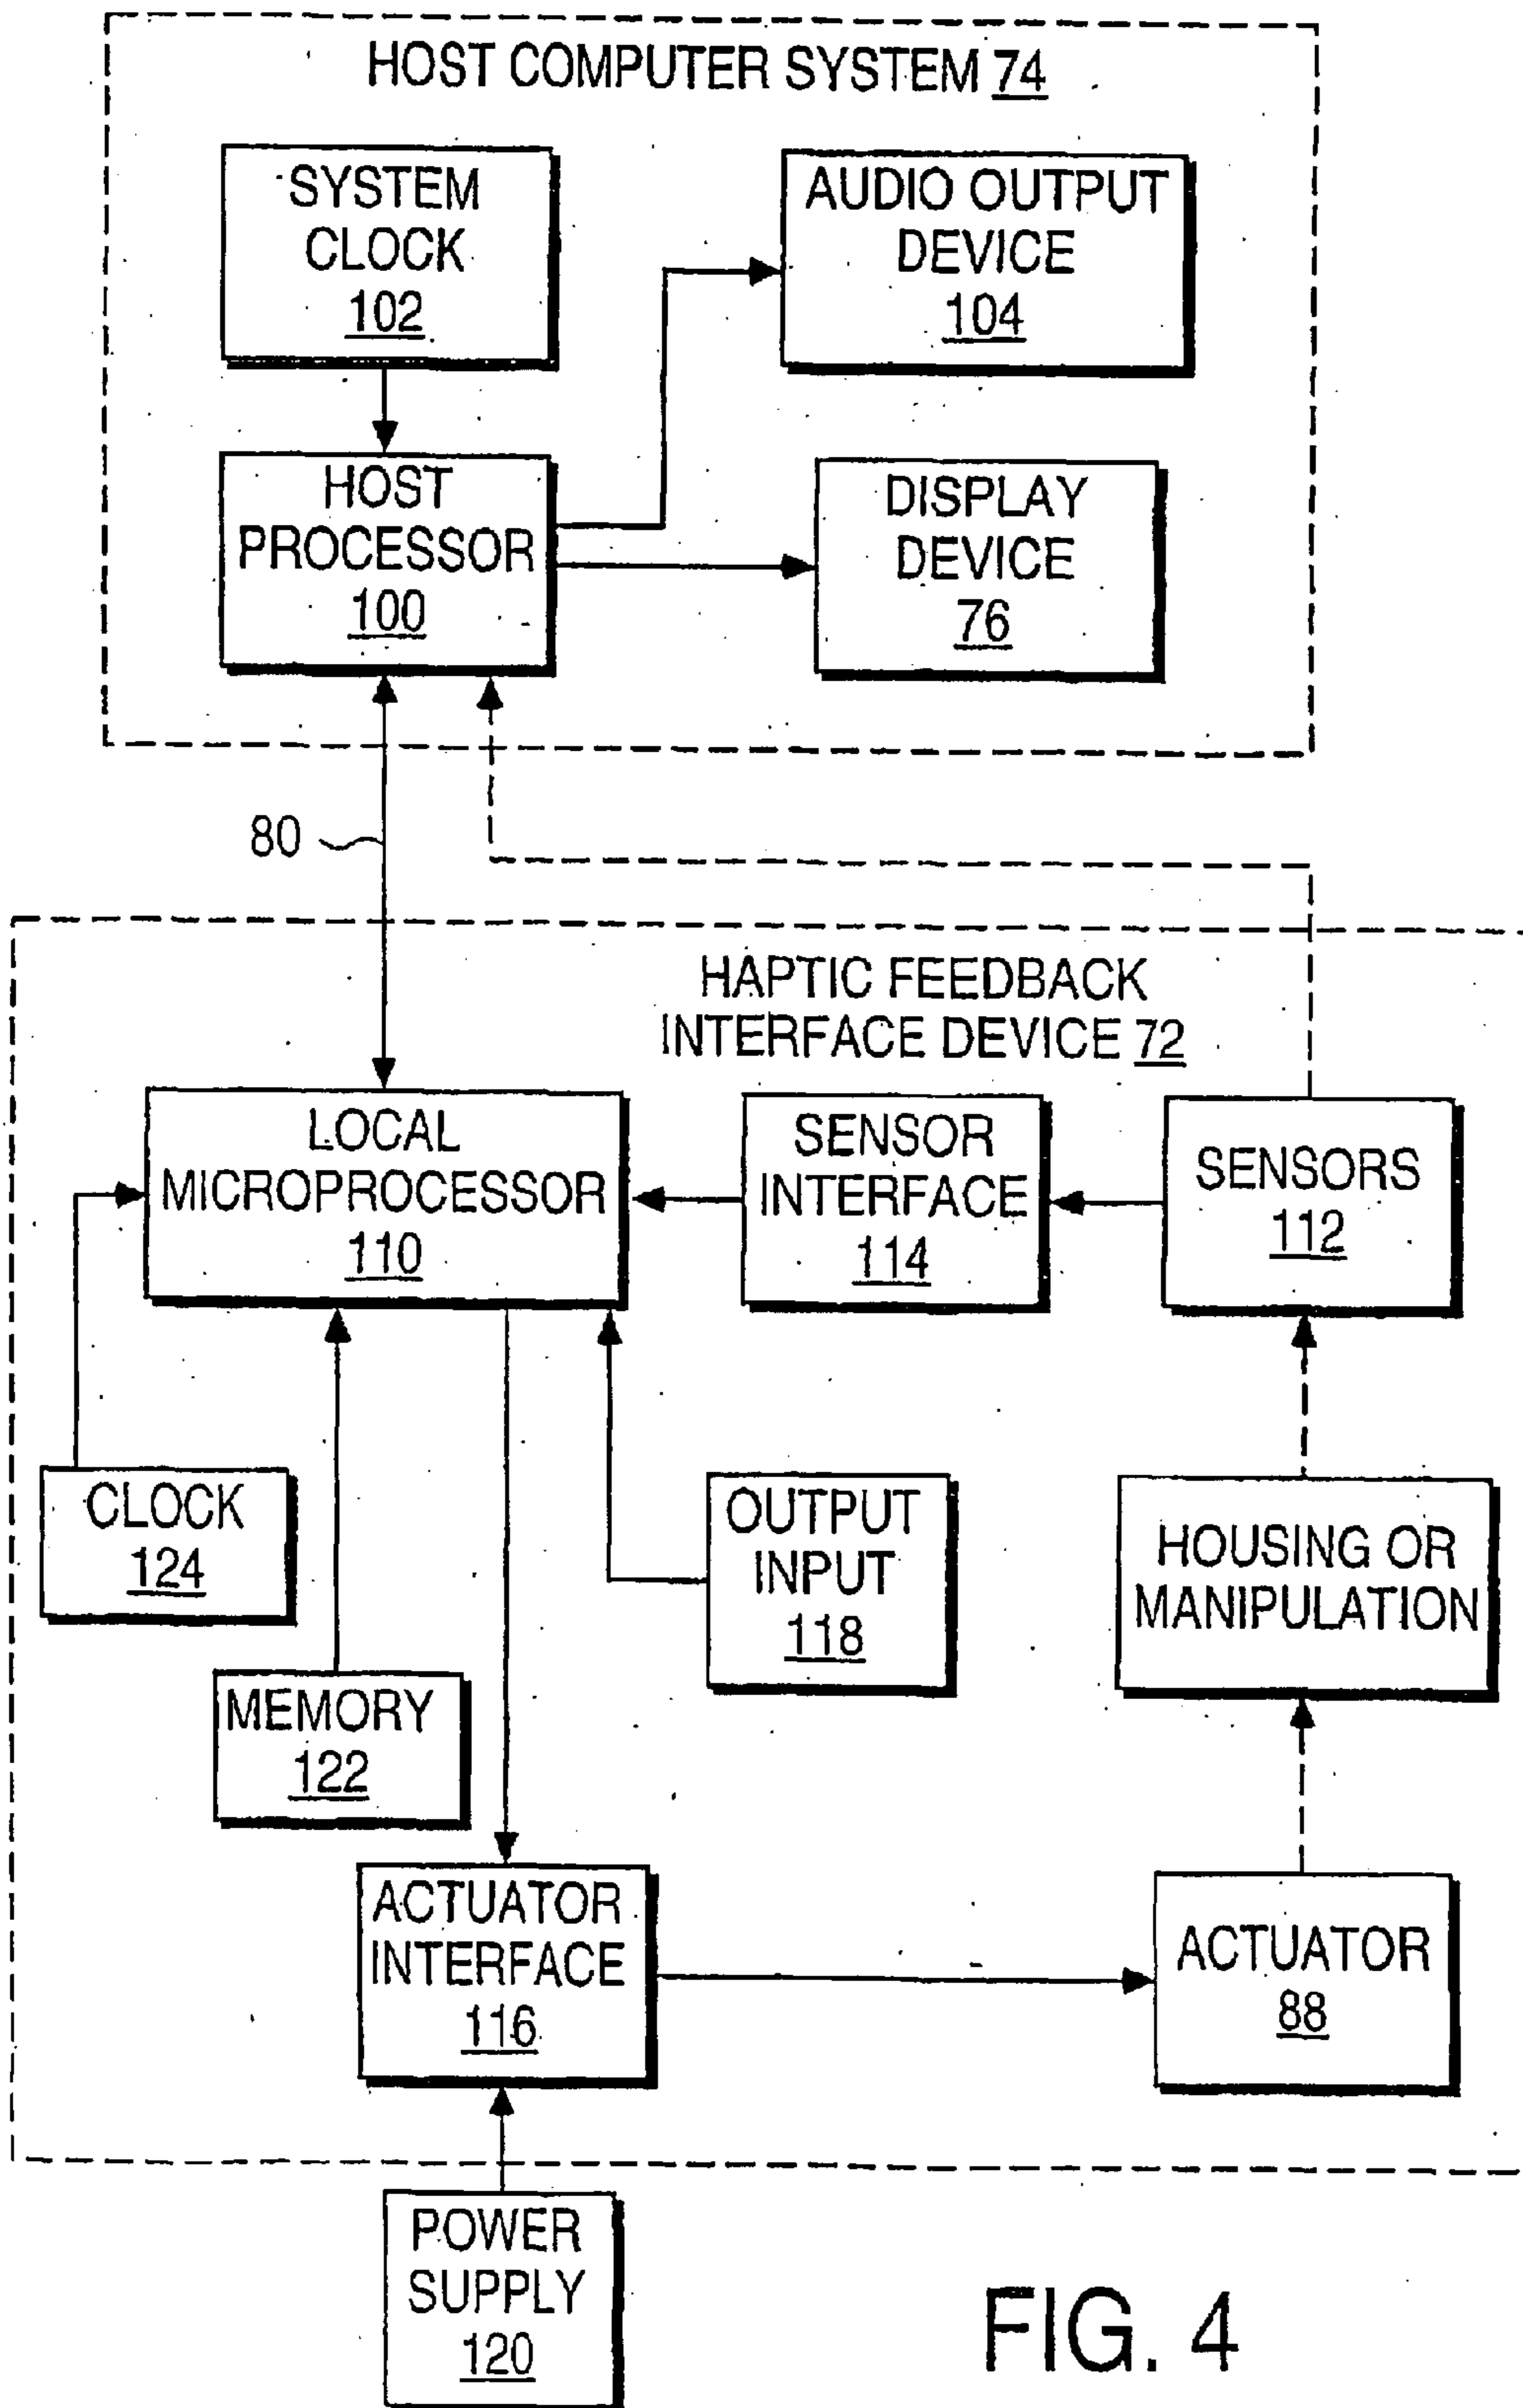 HOST COMPUTER SYSTEM 74
SYSTEM
CLOCK
102
AUDIO OUTPUT
DEVICE
104
HOST
PROCESSOR
100
DISPLAY
DEVICE
76
80
HAPTIC FEEDBACK
INTERFACE DEVICE 72
LOCAL
MICROPROCESSOR
110
SENSOR
INTERFACE
114
SENSORS
112
CLOCK
124
OUTPUT
INPUT
118
HOUSING OR
MANIPULATION
MEMORY
122
ACTUATOR
INTERFACE
116
ACTUATOR
88
POWER
SUPPLY
120
FIG. 4